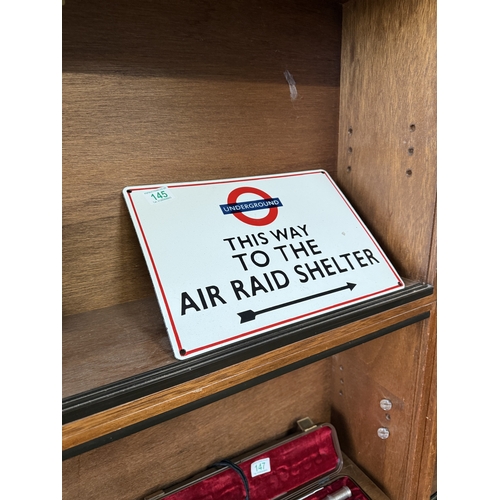 145
UNDERGROUND
THIS WAY
TO THE
AIR RAID SHELTER
147